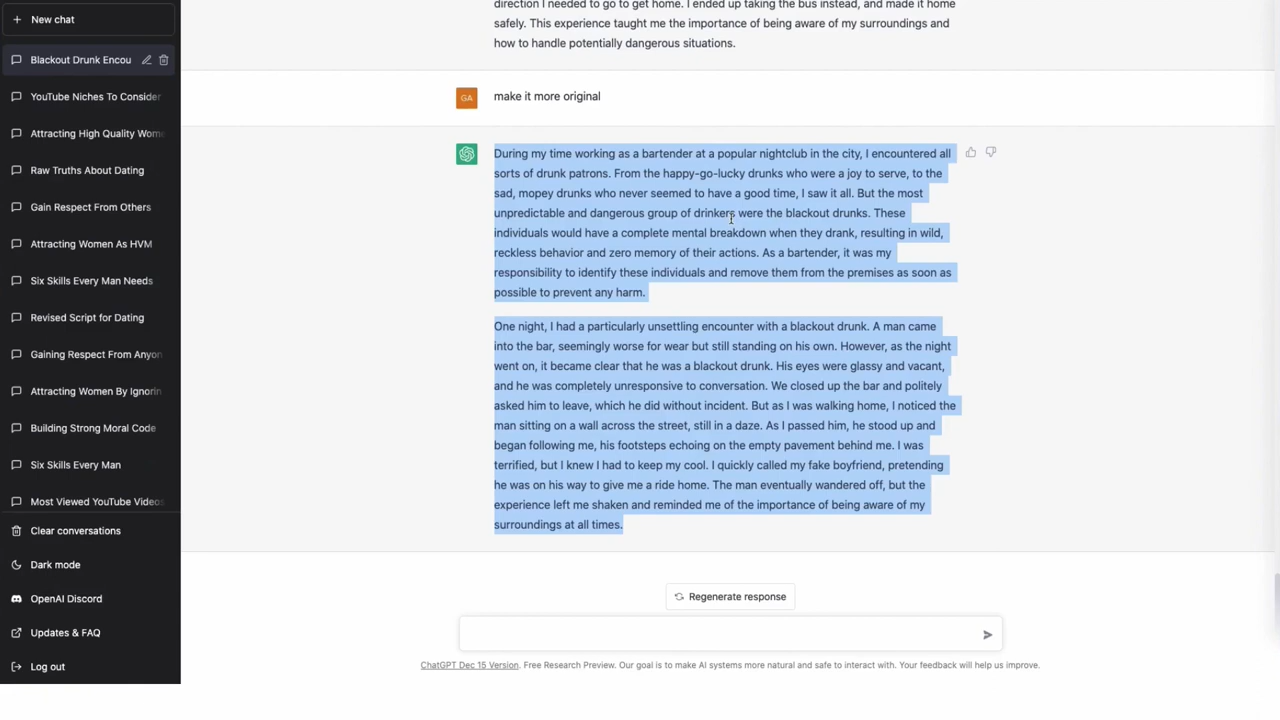 New chat
Blackout Drunk Encou
YouTube Niches To Consider
Attracting High Quality Wome
Raw Truths About Dating
Gain Respect From Others
Attracting Women As HVM
Six Skills Every Man Needs
Revised Script for Dating
Gaining Respect From Anyon
Attracting Women By Ignorin
Building Strong Moral Code
Six Skills Every Man
Most Viewed YouTube Videos
Clear conversations
Dark mode
OpenAI Discord
Updates & FAQ
Log out
direction I needed to go to get home. I ended up taking the bus instead, and made it home
safely. This experience taught me the importance of being aware of my surroundings and
how to handle potentially dangerous situations.
GA
make it more original
During my time working as a bartender at a popular nightclub in the city, I encountered all
sorts of drunk patrons. From the happy-go-lucky drunks who were a joy to serve, to the
sad, mopey drunks who never seemed to have a good time, I saw it all. But the most
unpredictable and dangerous group of drinkers were the blackout drunks. These
individuals would have a complete mental breakdown when they drank, resulting in wild,
reckless behavior and zero memory of their actions. As a bartender, it was my
responsibility to identify these individuals and remove them from the premises as soon as
possible to prevent any harm.
One night, I had a particularly unsettling encounter with a blackout drunk. A man came
into the bar, seemingly worse for wear but still standing on his own. However, as the night
went on, it became clear that he was a blackout drunk. His eyes were glassy and vacant,
and he was completely unresponsive to conversation. We closed up the bar and politely
asked him to leave, which he did without incident. But as I was walking home, I noticed the
man sitting on a wall across the street, still in a daze. As I passed him, he stood up and
began following me, his footsteps echoing on the empty pavement behind me. I was
terrified, but I knew I had to keep my cool. I quickly called my fake boyfriend, pretending
he was on his way to give me a ride home. The man eventually wandered off, but the
experience left me shaken and reminded me of the importance of being aware of my
surroundings at all times.
Regenerate response
ChatGPT Dec 15 Version. Free Research Preview. Our goal is to make AI systems more natural and safe to interact with. Your feedback will help us improve.